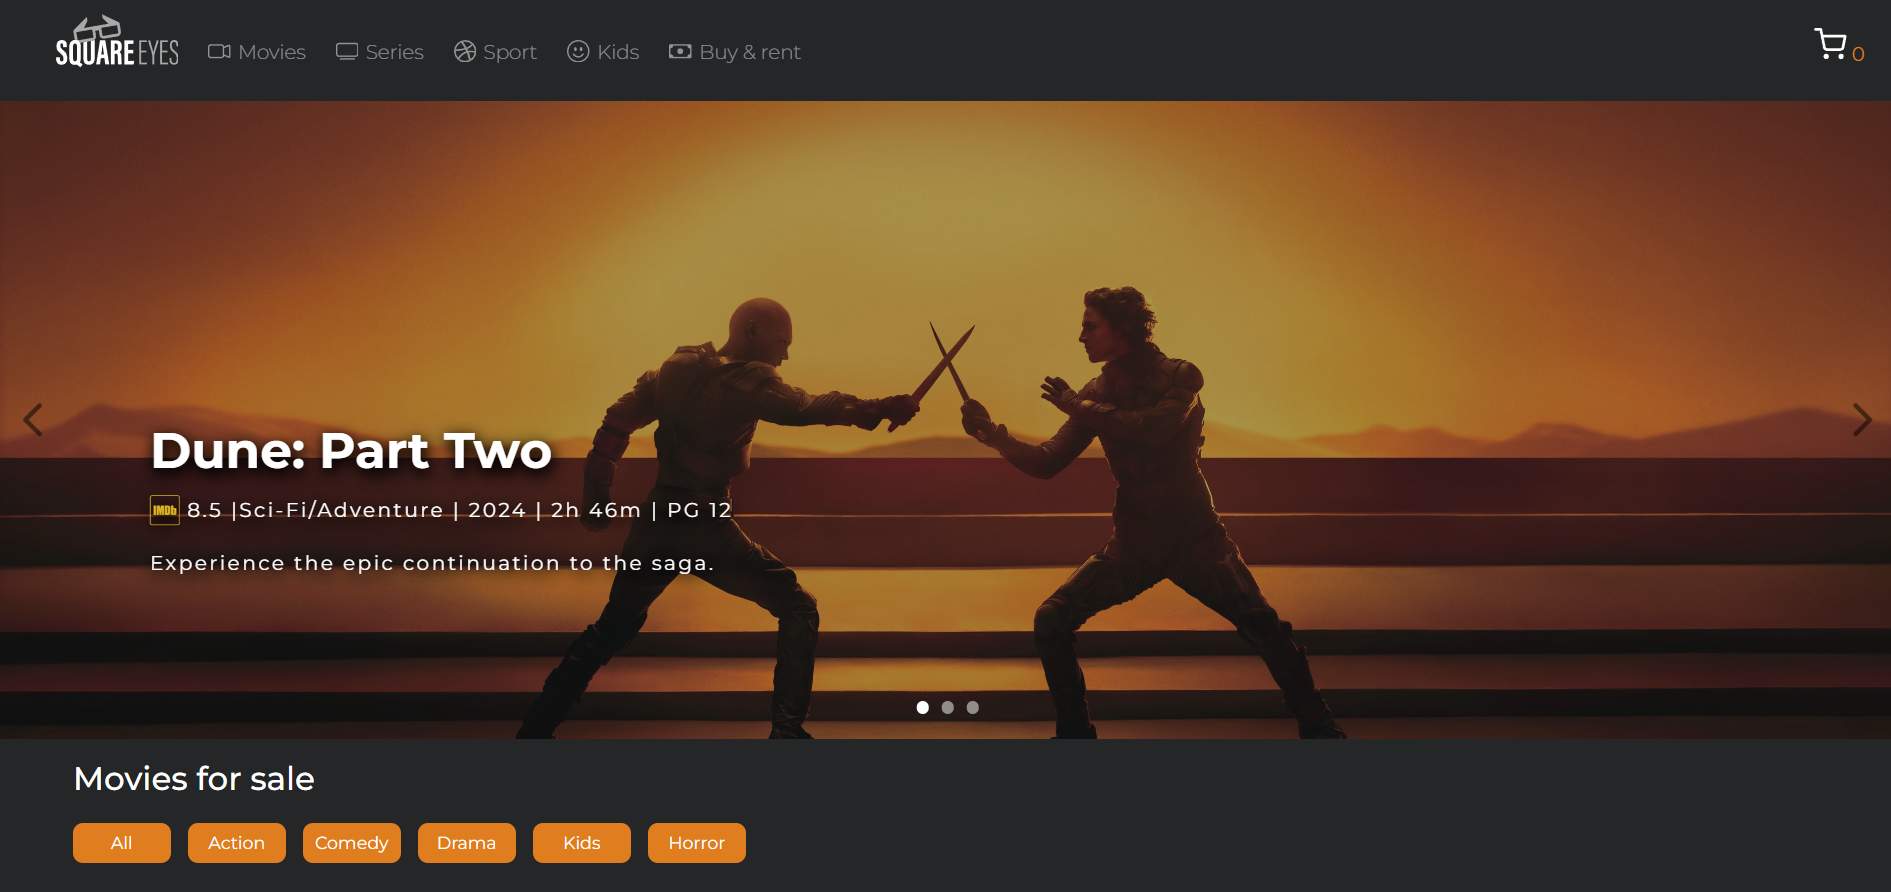 SQUARE EYES
Movies
Series
Sport
Kids
Buy & rent
0
Dune: Part Two
IMDb 8.5 |Sci-Fi/Adventure | 2024 | 2h 46m | PG 12
Experience the epic continuation to the saga.
Movies for sale
All
Action
Comedy
Drama
Kids
Horror